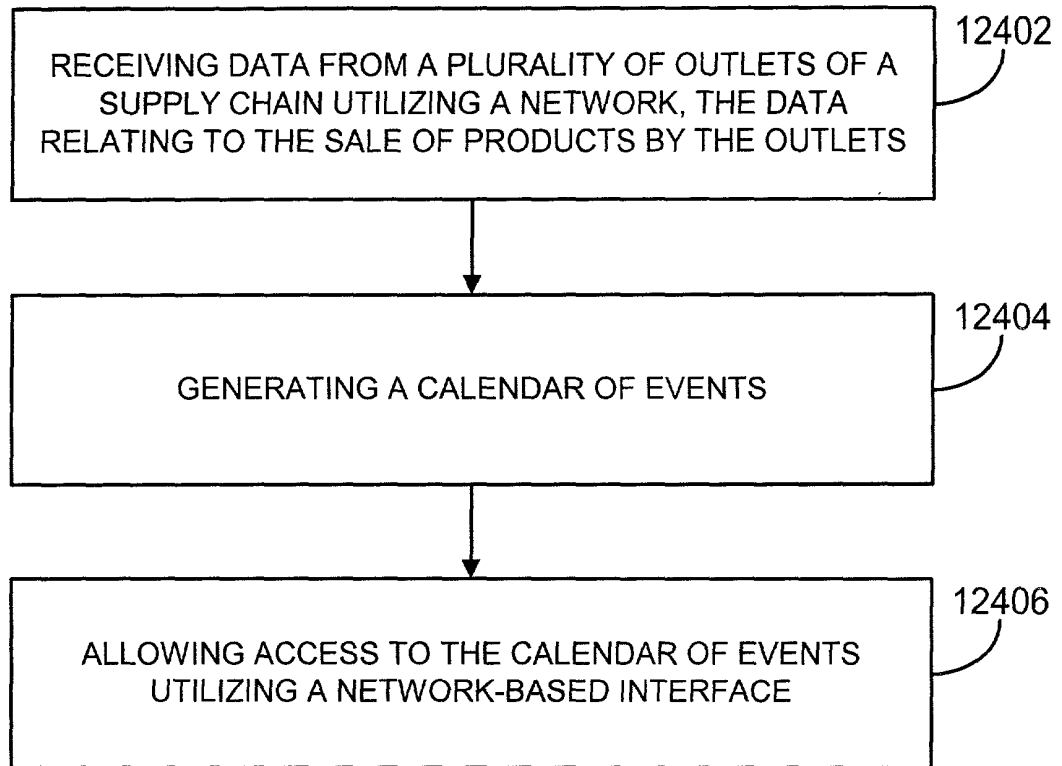 12402
RECEIVING DATA FROM A PLURALITY OF OUTLETS OF A
SUPPLY CHAIN UTILIZING A NETWORK, THE DATA
RELATING TO THE SALE OF PRODUCTS BY THE OUTLETS
12404
GENERATING A CALENDAR OF EVENTS
12406
ALLOWING ACCESS TO THE CALENDAR OF EVENTS
UTILIZING A NETWORK-BASED INTERFACE